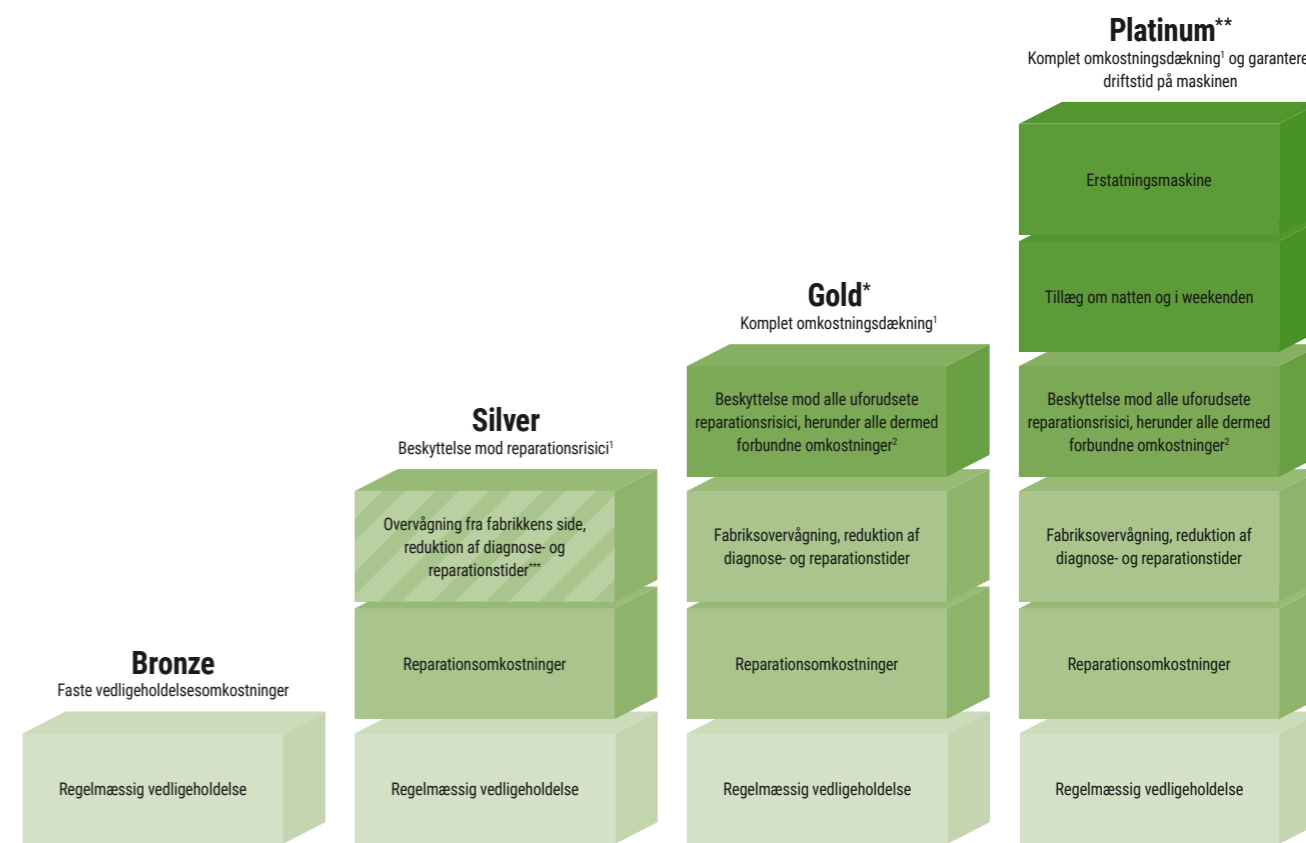 Platinum**
Komplet omkostningsdækning¹ og garantere
driftstid på maskinen
Erstatningsmaskine
Tillæg om natten og i weekenden
Beskyttelse mod alle uforudsete
reparationsrisici, herunder alle dermed
forbundne omkostninger²
Fabriksovervågning, reduktion af
diagnose- og reparationstider
Reparationsomkostninger
Regelmæssig vedligeholdelse
Gold*
Komplet omkostningsdækning¹
Beskyttelse mod alle uforudsete
reparationsrisici, herunder alle dermed
forbundne omkostninger²
Fabriksovervågning, reduktion af
diagnose- og reparationstider
Reparationsomkostninger
Regelmæssig vedligeholdelse
Silver
Beskyttelse mod reparationsrisici¹
Overvågning fra fabrikkens side,
reduktion af diagnose- og
reparationstider***
Reparationsomkostninger
Regelmæssig vedligeholdelse
Bronze
Faste vedligeholdelsesomkostninger
Regelmæssig vedligeholdelse